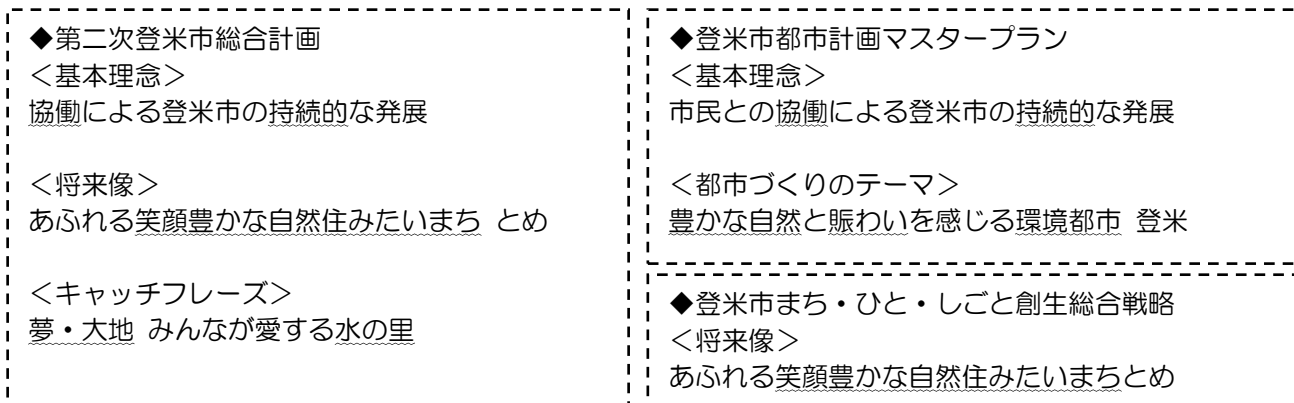 ◆第二次登米市総合計画
＜基本理念＞
協働による登米市の持続的な発展
＜将来像＞
あふれる笑顔豊かな自然住みたいまち とめ
＜キャッチフレーズ＞
夢・大地 みんなが愛する水の里
◆登米市都市計画マスタープラン
＜基本理念＞
市民との協働による登米市の持続的な発展
＜都市づくりのテーマ＞
豊かな自然と賑わいを感じる環境都市 登米
◆登米市まち・ひと・しごと創生総合戦略
＜将来像＞
あふれる笑顔豊かな自然住みたいまちとめ